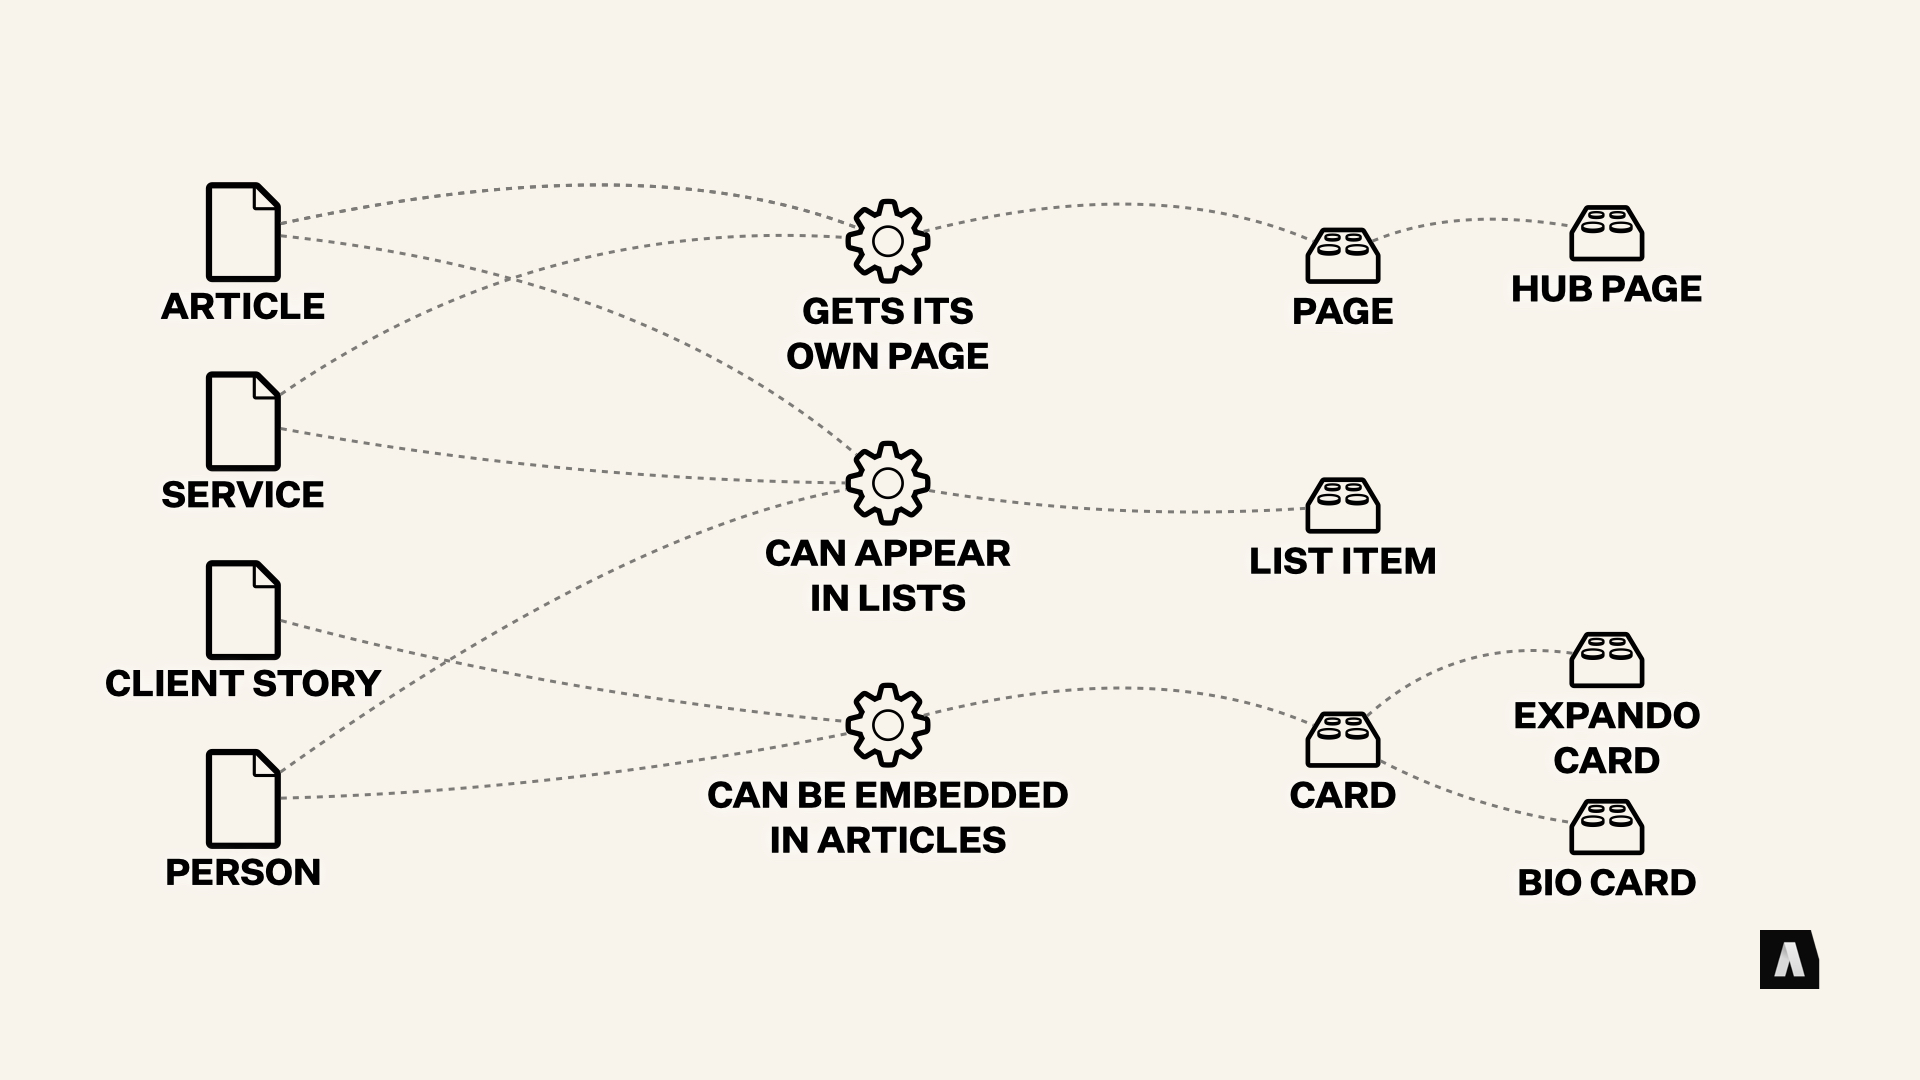 ARTICLE
SERVICE
CLIENT STORY
PERSON
GETS ITS
OWN PAGE
CAN APPEAR
IN LISTS
CAN BE EMBEDDED
IN ARTICLES
PAGE
LIST ITEM
CARD
HUB PAGE
EXPANDO
CARD
BIO CARD